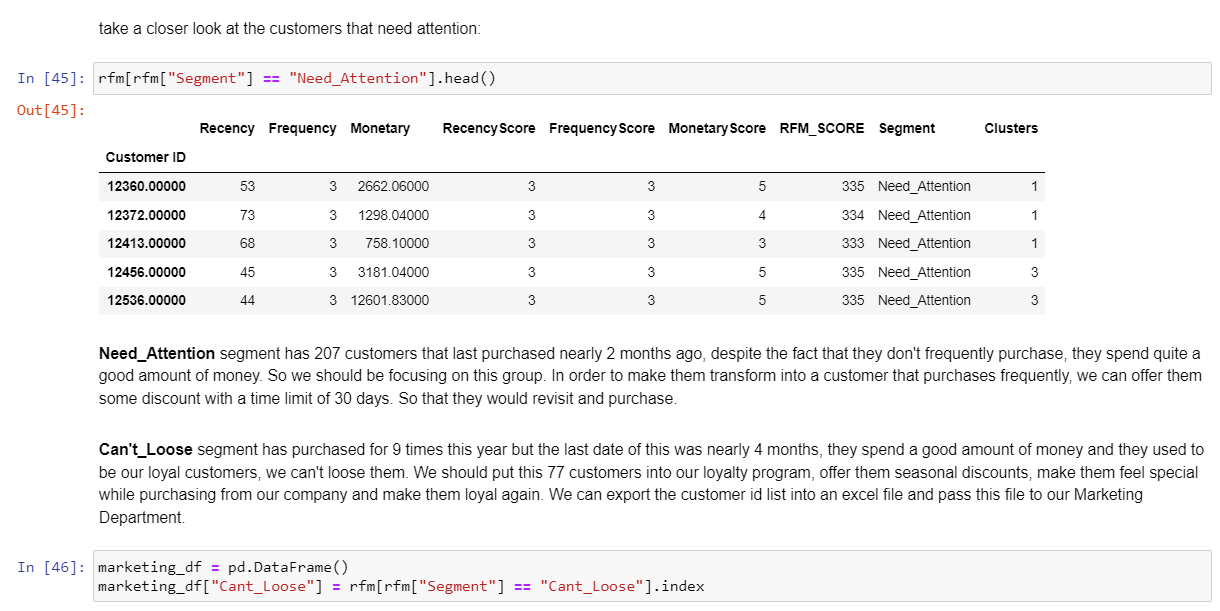 take a closer look at the customers that need attention:
In [45]: rfm[rfm["Segment"] == "Need_Attention"].head()
Out[45]:
Recency Frequency Monetary RecencyScore FrequencyScore MonetaryScore RFM_SCORE Segment Clusters
Customer ID
12360.00000 53 3 2662.06000 3 3 5 335 Need_Attention 1
12372.00000 73 3 1298.04000 3 3 4 334 Need_Attention 1
12413.00000 68 3 758.10000 3 3 3 333 Need_Attention 1
12456.00000 45 3 3181.04000 3 3 5 335 Need_Attention 3
12536.00000 44 3 12601.83000 3 3 5 335 Need_Attention 3
Need_Attention segment has 207 customers that last purchased nearly 2 months ago, despite the fact that they don't frequently purchase, they spend quite a
good amount of money. So we should be focusing on this group. In order to make them transform into a customer that purchases frequently, we can offer them
some discount with a time limit of 30 days. So that they would revisit and purchase.
Can't_Loose segment has purchased for 9 times this year but the last date of this was nearly 4 months, they spend a good amount of money and they used to
be our loyal customers, we can't loose them. We should put this 77 customers into our loyalty program, offer them seasonal discounts, make them feel special
while purchasing from our company and make them loyal again. We can export the customer id list into an excel file and pass this file to our Marketing
Department.
In [46]: marketing_df = pd.DataFrame()
marketing_df["Cant_Loose"] = rfm[rfm["Segment"] == "Cant_Loose"].index